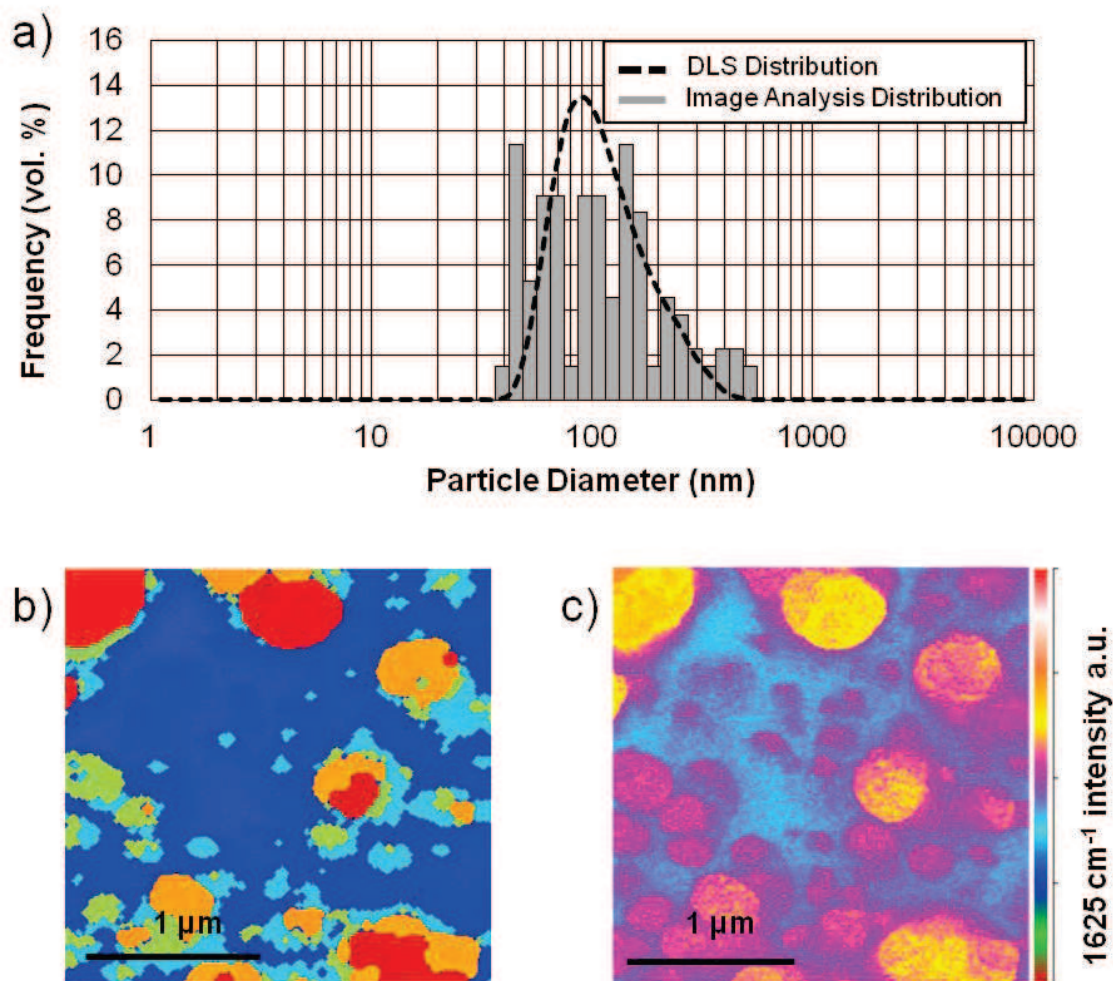 a)
Frequency (vol. %)
16
14
12
10
8
6
4
2
0
DLS Distribution
Image Analysis Distribution
1
10
100
1000
10000
Particle Diameter (nm)
b)
1 µm
c)
1 µm
1625 cm⁻¹ intensity a.u.